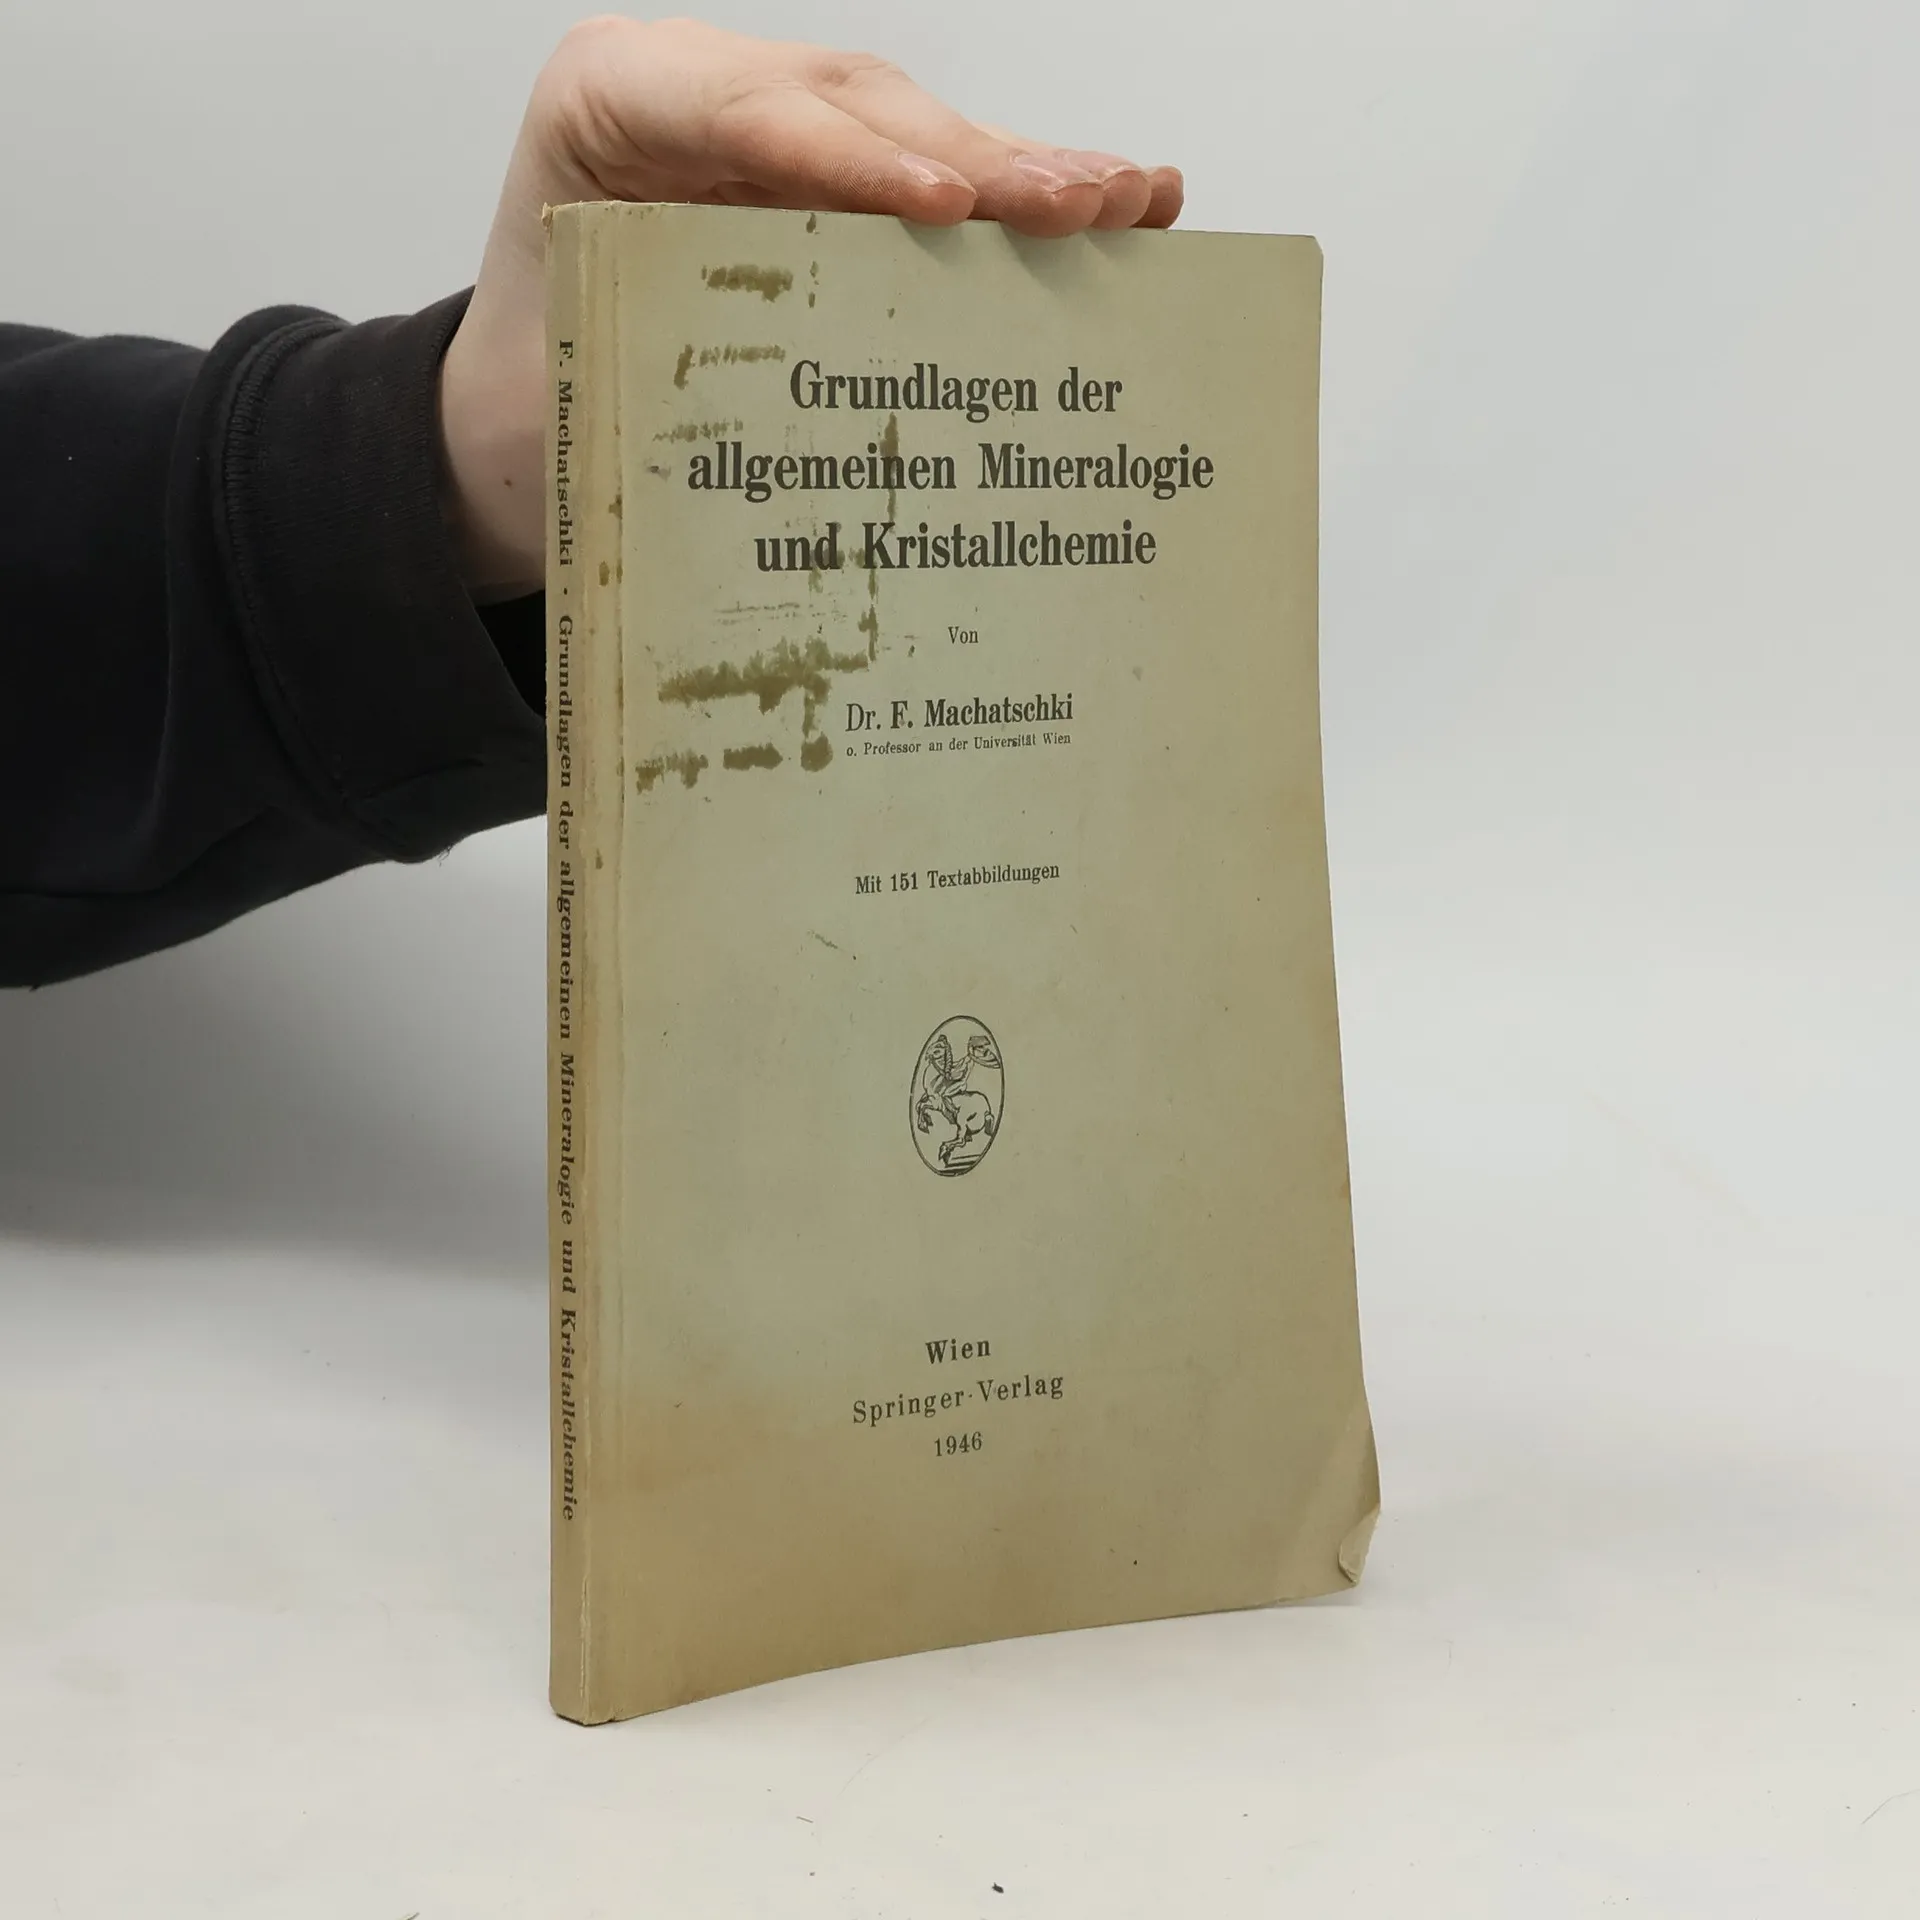 F. Machatschki · Grundlagen der allgemeinen Mineralogie und Kristallchemie
Grundlagen der
allgemeinen Mineralogie
und Kristallchemie
Von
Dr. F. Machatschki
o. Professor an der Universität Wien
Mit 151 Textabbildungen
Wien
Springer-Verlag
1946